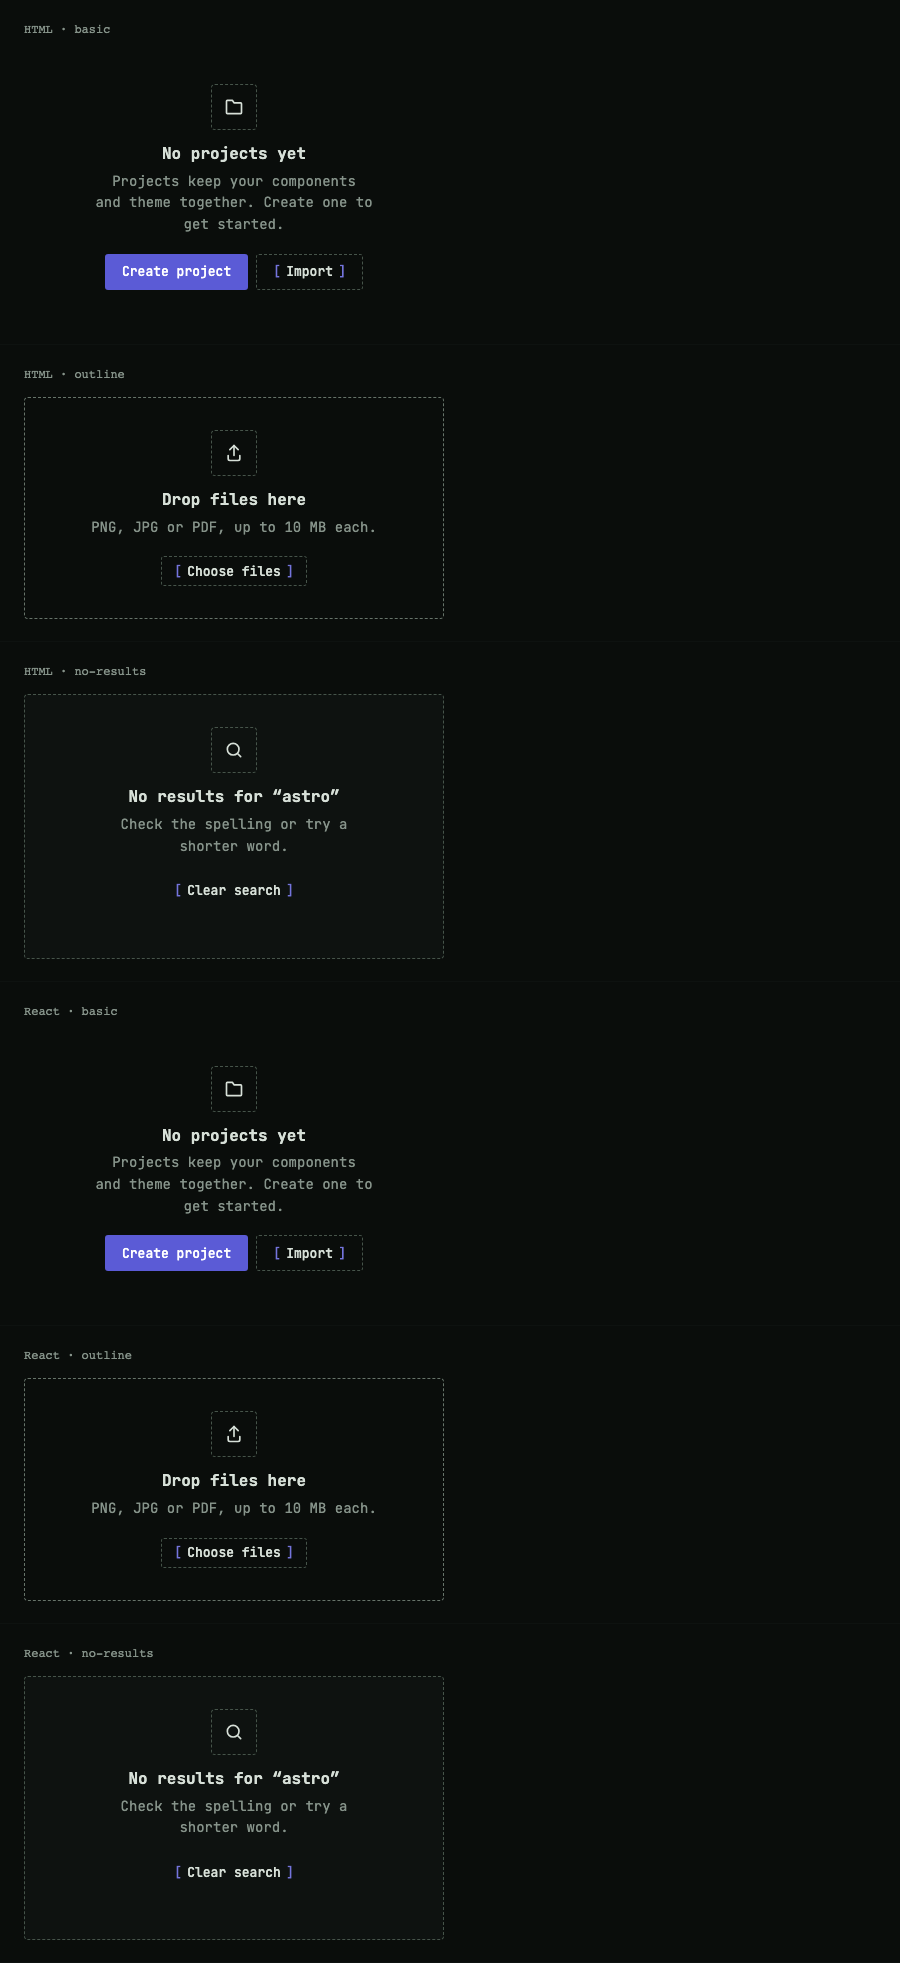 HTML · basic
No projects yet
Projects keep your components
and theme together. Create one to
get started.
Create project
[ Import ]
HTML · outline
Drop files here
PNG, JPG or PDF, up to 10 MB each.
[ Choose files ]
HTML · no-results
No results for “astro”
Check the spelling or try a
shorter word.
[ Clear search ]
React · basic
No projects yet
Projects keep your components
and theme together. Create one to
get started.
Create project
[ Import ]
React · outline
Drop files here
PNG, JPG or PDF, up to 10 MB each.
[ Choose files ]
React · no-results
No results for “astro”
Check the spelling or try a
shorter word.
[ Clear search ]